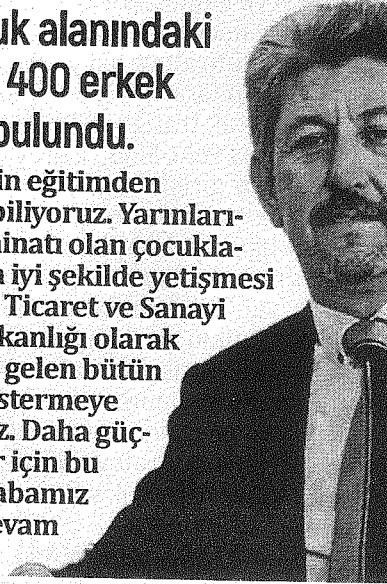 uk alanındaki
400 erkek
bulundu.
in eğitimden
biliyoruz. Yarınları-
minatı olan çocukla-
iyi şekilde yetişmesi
Ticaret ve Sanayi
kanlığı olarak
gelen bütün
stermeye
z. Daha güç-
r için bu
abamız
evam